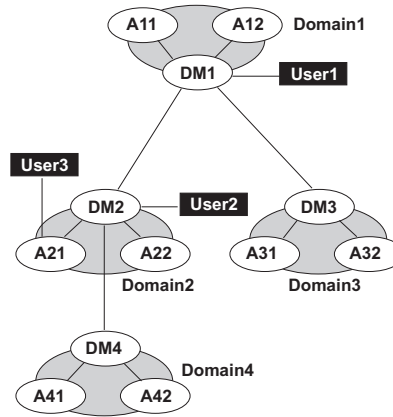 A11
A12
Domain1
DM1
User1
User3
DM2
User2
DM3
A21
A22
A31
A32
Domain2
Domain3
DM4
Domain4
A41
A42